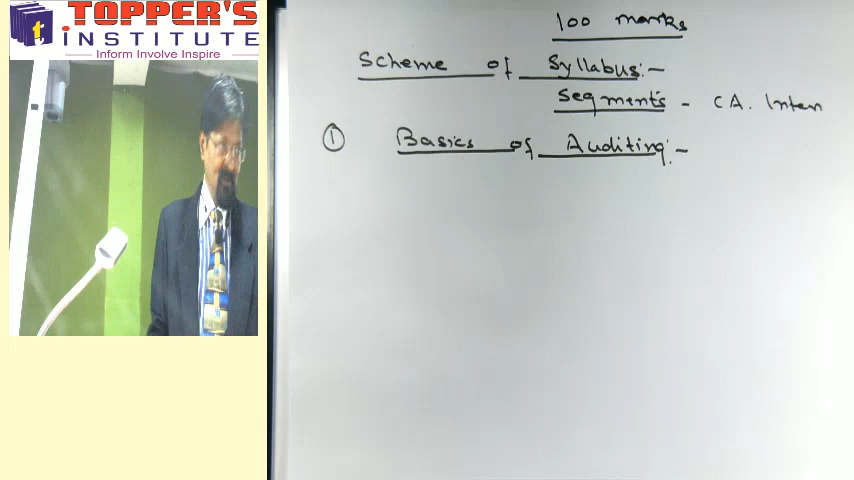 TOPPER'S
t iNSTITUTE
Inform Involve Inspire
100 marks
Scheme of Syllabus:-
Segments - CA. Inter
① Basics of Auditing:-